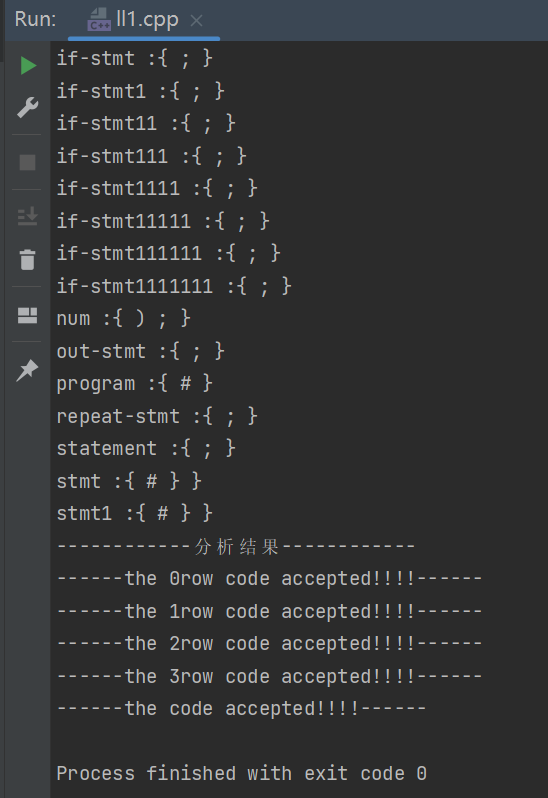 Run: ll1.cpp ×
if-stmt :{ ; }
if-stmt1 :{ ; }
if-stmt11 :{ ; }
if-stmt111 :{ ; }
if-stmt1111 :{ ; }
if-stmt11111 :{ ; }
if-stmt111111 :{ ; }
if-stmt1111111 :{ ; }
num :{ ) ; }
out-stmt :{ ; }
program :{ # }
repeat-stmt :{ ; }
statement :{ ; }
stmt :{ # } }
stmt1 :{ # } }
------------分析结果------------
------the 0row code accepted!!!!------
------the 1row code accepted!!!!------
------the 2row code accepted!!!!------
------the 3row code accepted!!!!------
------the code accepted!!!!------
Process finished with exit code 0